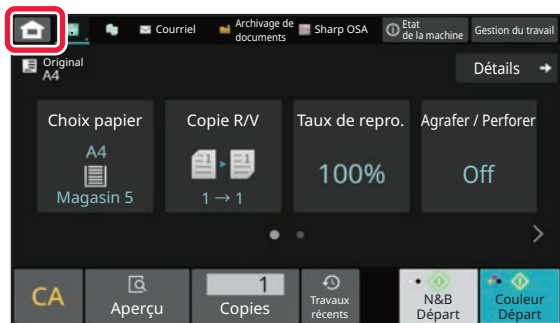 Courriel
Archivage de
documents
Sharp OSA
Etat
de la machine
Gestion du travail
Original
A4
Détails
Choix papier
A4
Magasin 5
Copie R/V
1 → 1
Taux de repro.
100%
Agrafer / Perforer
Off
CA
Aperçu
1
Copies
Travaux
récents
N&B
Départ
Couleur
Départ